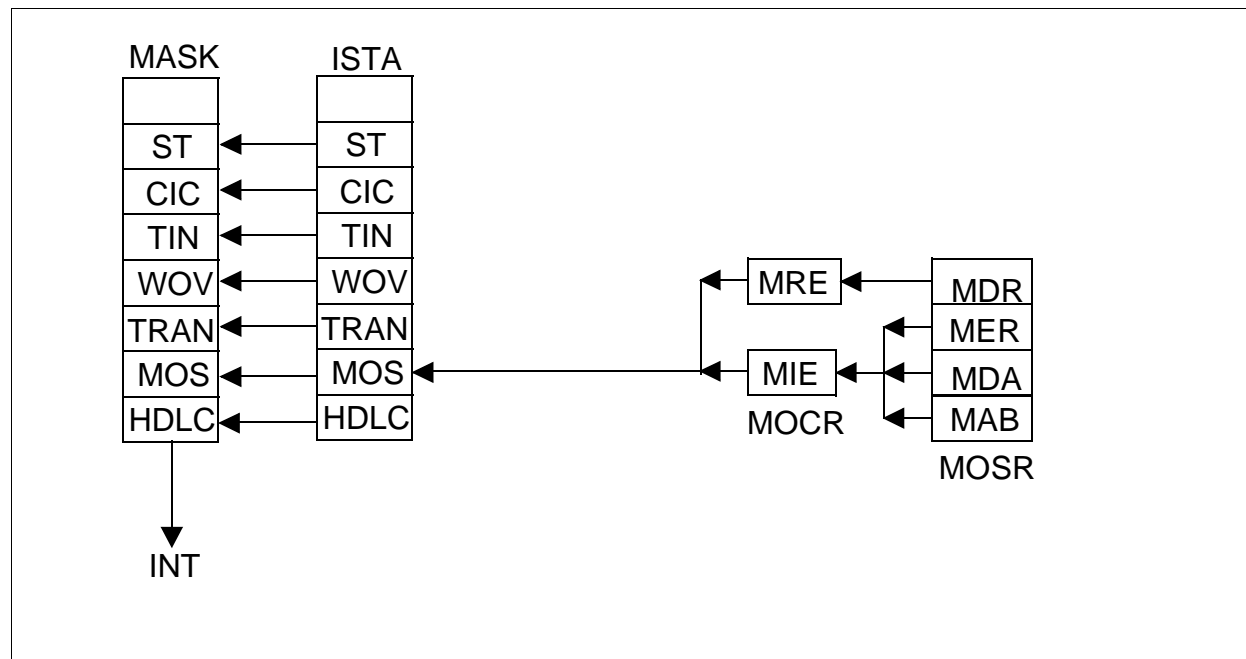 MASK ISTA
ST ST
CIC CIC
TIN TIN
WOV WOV MRE MDR
TRAN TRAN MER
MOS MOS MIE MDA
HDLC HDLC MOCR MAB
MOSR
INT